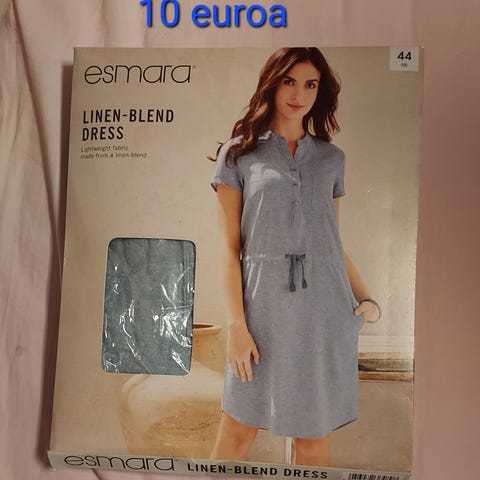 10 euroa
esmara®
44
LINEN-BLEND
DRESS
Lightweight fabric,
made from a linen-blend
esmara® LINEN-BLEND DRESS